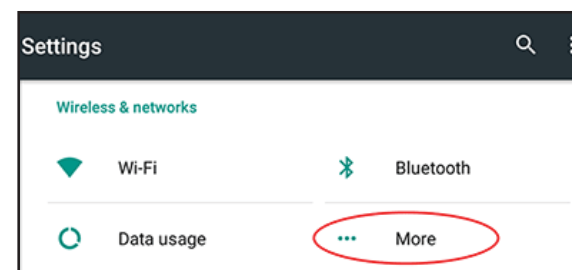 Settings
Wireless & networks
Wi-Fi
Bluetooth
Data usage
More